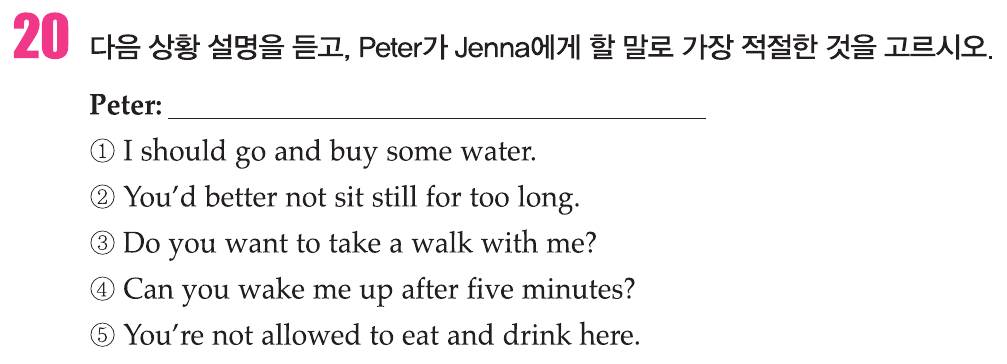 20 다음 상황 설명을 듣고, Peter가 Jenna에게 할 말로 가장 적절한 것을 고르시오.
Peter:
① I should go and buy some water.
② You’d better not sit still for too long.
③ Do you want to take a walk with me?
④ Can you wake me up after five minutes?
⑤ You’re not allowed to eat and drink here.